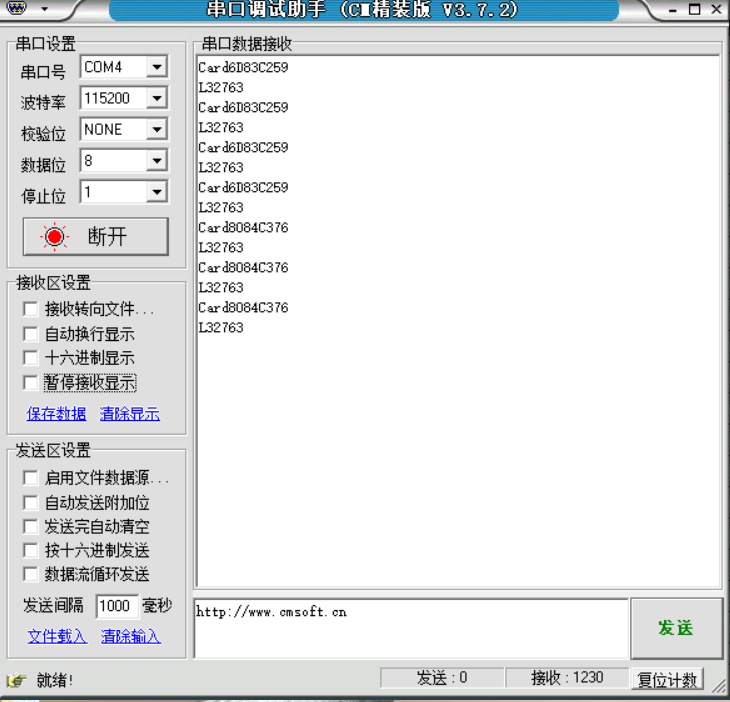 串口调试助手 (CM精装版 V3.7.2)
串口设置
串口号 COM4
波特率 115200
校验位 NONE
数据位 8
停止位 1
断开
接收区设置
接收转向文件...
自动换行显示
十六进制显示
暂停接收显示
保存数据 清除显示
发送区设置
启用文件数据源...
自动发送附加位
发送完自动清空
按十六进制发送
数据流循环发送
发送间隔 1000 毫秒
文件载入 清除输入
串口数据接收
Card6D83C259
L32763
Card6D83C259
L32763
Card6D83C259
L32763
Card6D83C259
L32763
Card8084C376
L32763
Card8084C376
L32763
Card8084C376
L32763
http://www.cmsoft.cn
发送
就绪!
发送:0
接收:1230
复位计数